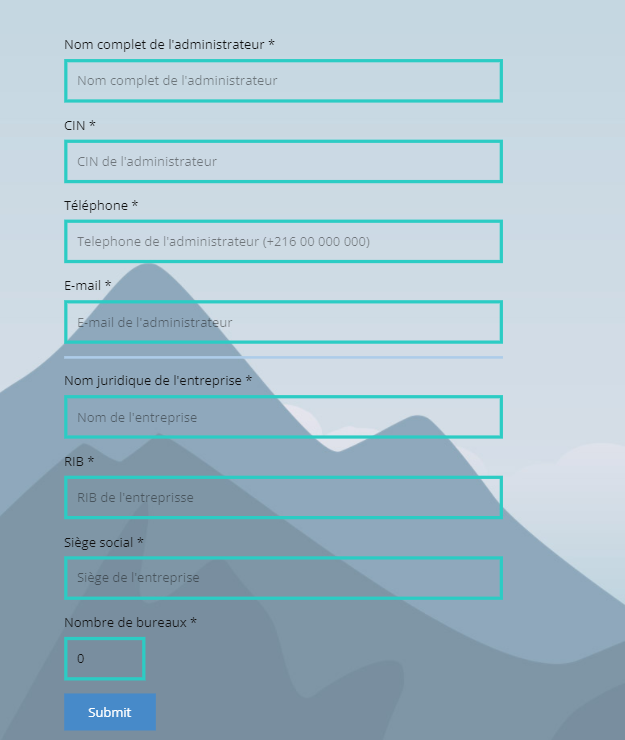 Nom complet de l'administrateur *
Nom complet de l'administrateur
CIN *
CIN de l'administrateur
Téléphone *
Telephone de l'administrateur (+216 00 000 000)
E-mail *
E-mail de l'administrateur
Nom juridique de l'entreprise *
Nom de l'entreprise
RIB *
RIB de l'entreprisse
Siège social *
Siège de l'entreprise
Nombre de bureaux *
0
Submit